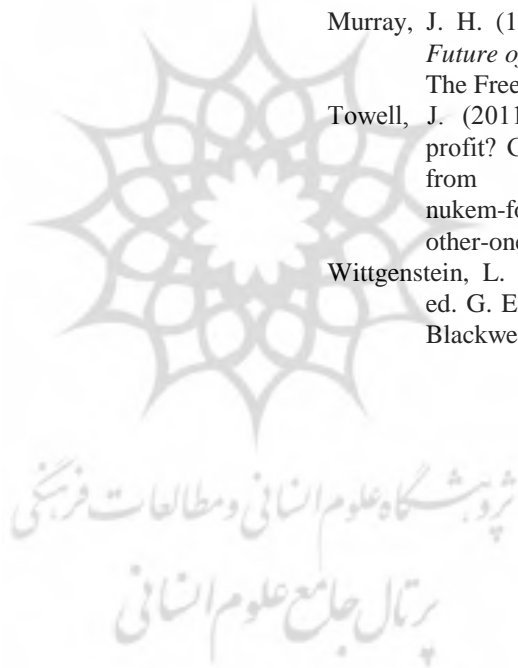 Murray, J. H. (1
Future of
The Free
Towell, J. (2011
profit? C
from
nukem-fo
other-one
Wittgenstein, L.
ed. G. E
Blackwe
پژوهشگاه علوم انسانی و مطالعات فرهنگی
پرتال جامع علوم انسانی